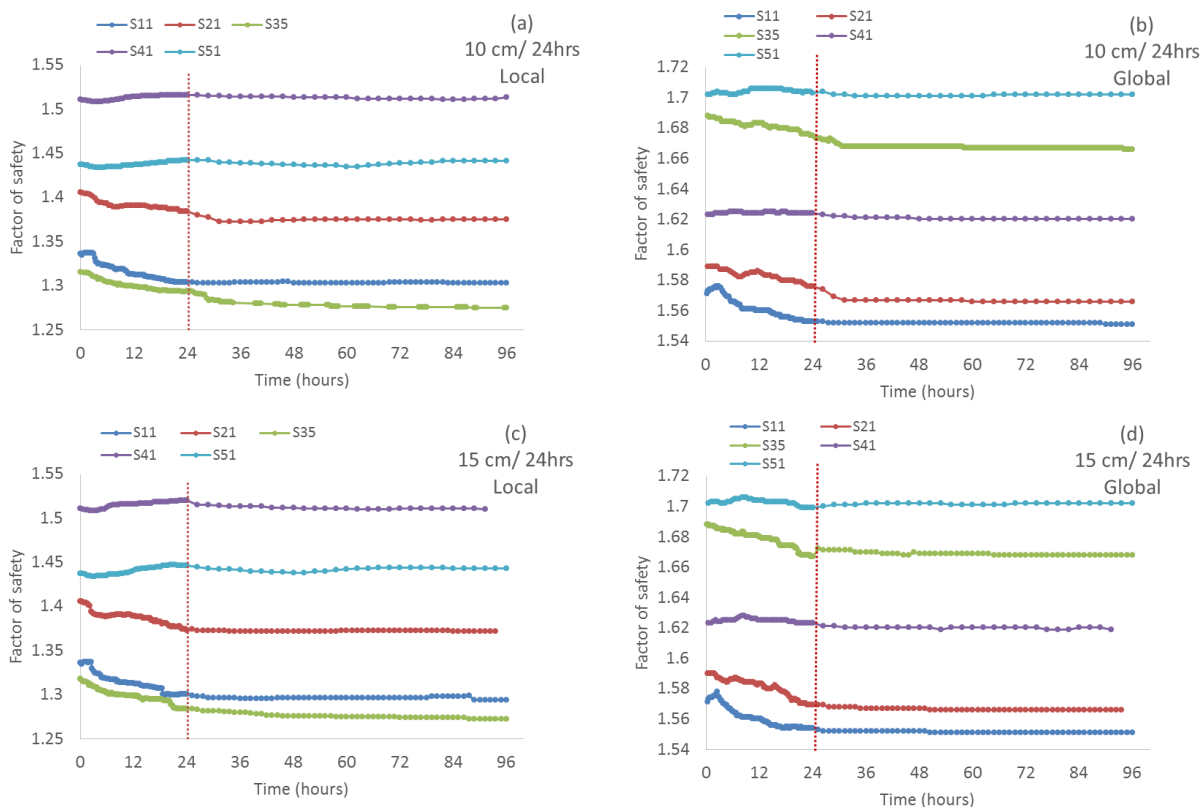 S11 S21 S35
S41 S51
(a)
10 cm/ 24hrs
Local
Factor of safety
1.55
1.5
1.45
1.4
1.35
1.3
1.25
0 12 24 36 48 60 72 84 96
Time (hours)
S11 S21
S35 S41
S51
(b)
10 cm/ 24hrs
Global
Factor of safety
1.72
1.7
1.68
1.66
1.64
1.62
1.6
1.58
1.56
1.54
0 12 24 36 48 60 72 84 96
Time (hours)
S11 S21 S35
S41 S51
(c)
15 cm/ 24hrs
Local
Factor of safety
1.55
1.5
1.45
1.4
1.35
1.3
1.25
0 12 24 36 48 60 72 84 96
Time (hours)
S11 S21
S35 S41
S51
(d)
15 cm/ 24hrs
Global
Factor of safety
1.72
1.7
1.68
1.66
1.64
1.62
1.6
1.58
1.56
1.54
0 12 24 36 48 60 72 84 96
Time (hours)